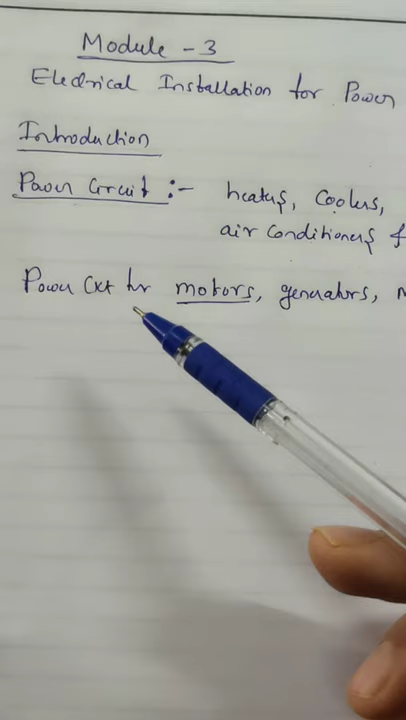 Module - 3
Electrical Installation for Power
Introduction
Power Circuit :- heaters, Coolers,
air Conditioners &
Power Ckt for motors, generators,